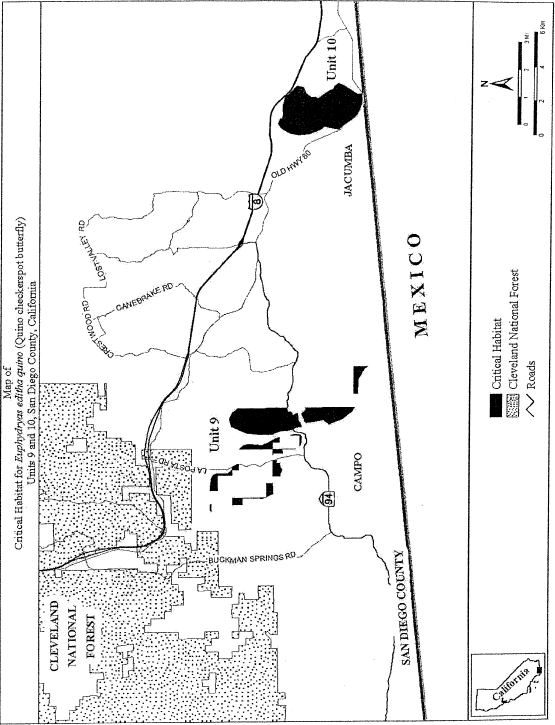 Map of
Critical Habitat for Euphydryas editha quino (Quino checkerspot butterfly)
Units 9 and 10, San Diego County, California
CLEVELAND
NATIONAL
FOREST
BUCKMAN SPRINGS RD
LA POSTA RD
CRESTWOOD RD
CANEBRAKE RD
LOST VALLEY RD
8
OLD HWY 80
94
Unit 9
Unit 10
CAMPO
JACUMBA
SAN DIEGO COUNTY
MEXICO
California
Critical Habitat
Cleveland National Forest
Roads
N
0 1 2 3 Mi
0 2 4 6 Km